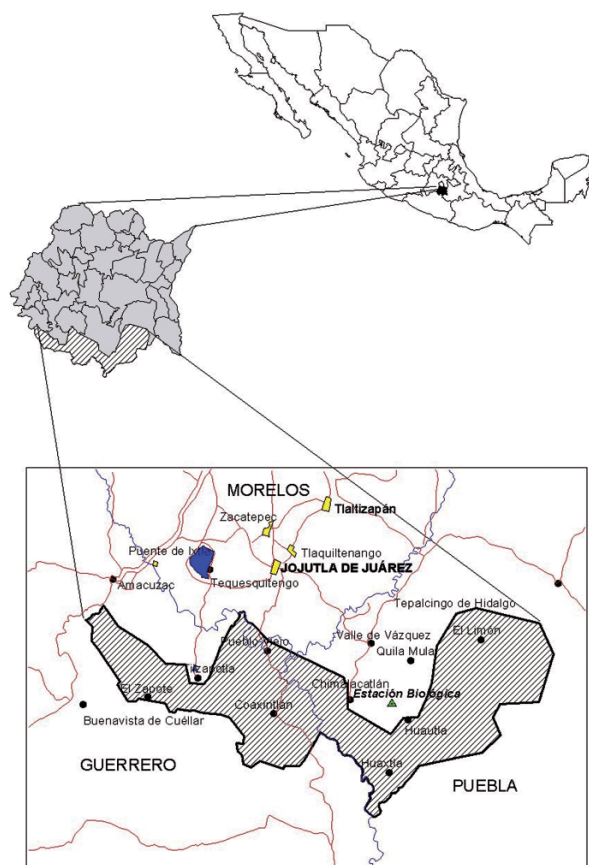 MORELOS
Tlaltizapán
Zacatepec
Tlaquiltenango
Puente de Ixtla
JOJUTLA DE JUÁREZ
Tequesquitengo
Amacuzac
Tepalcingo de Hidalgo
Valle de Vázquez
El Limón
Pueblo Viejo
Quila Mula
Tilzapotla
Chimalacatlán
El Zapote
Estación Biológica
Coaxintlán
Buenavista de Cuéllar
Huautla
GUERRERO
Huaxtla
PUEBLA